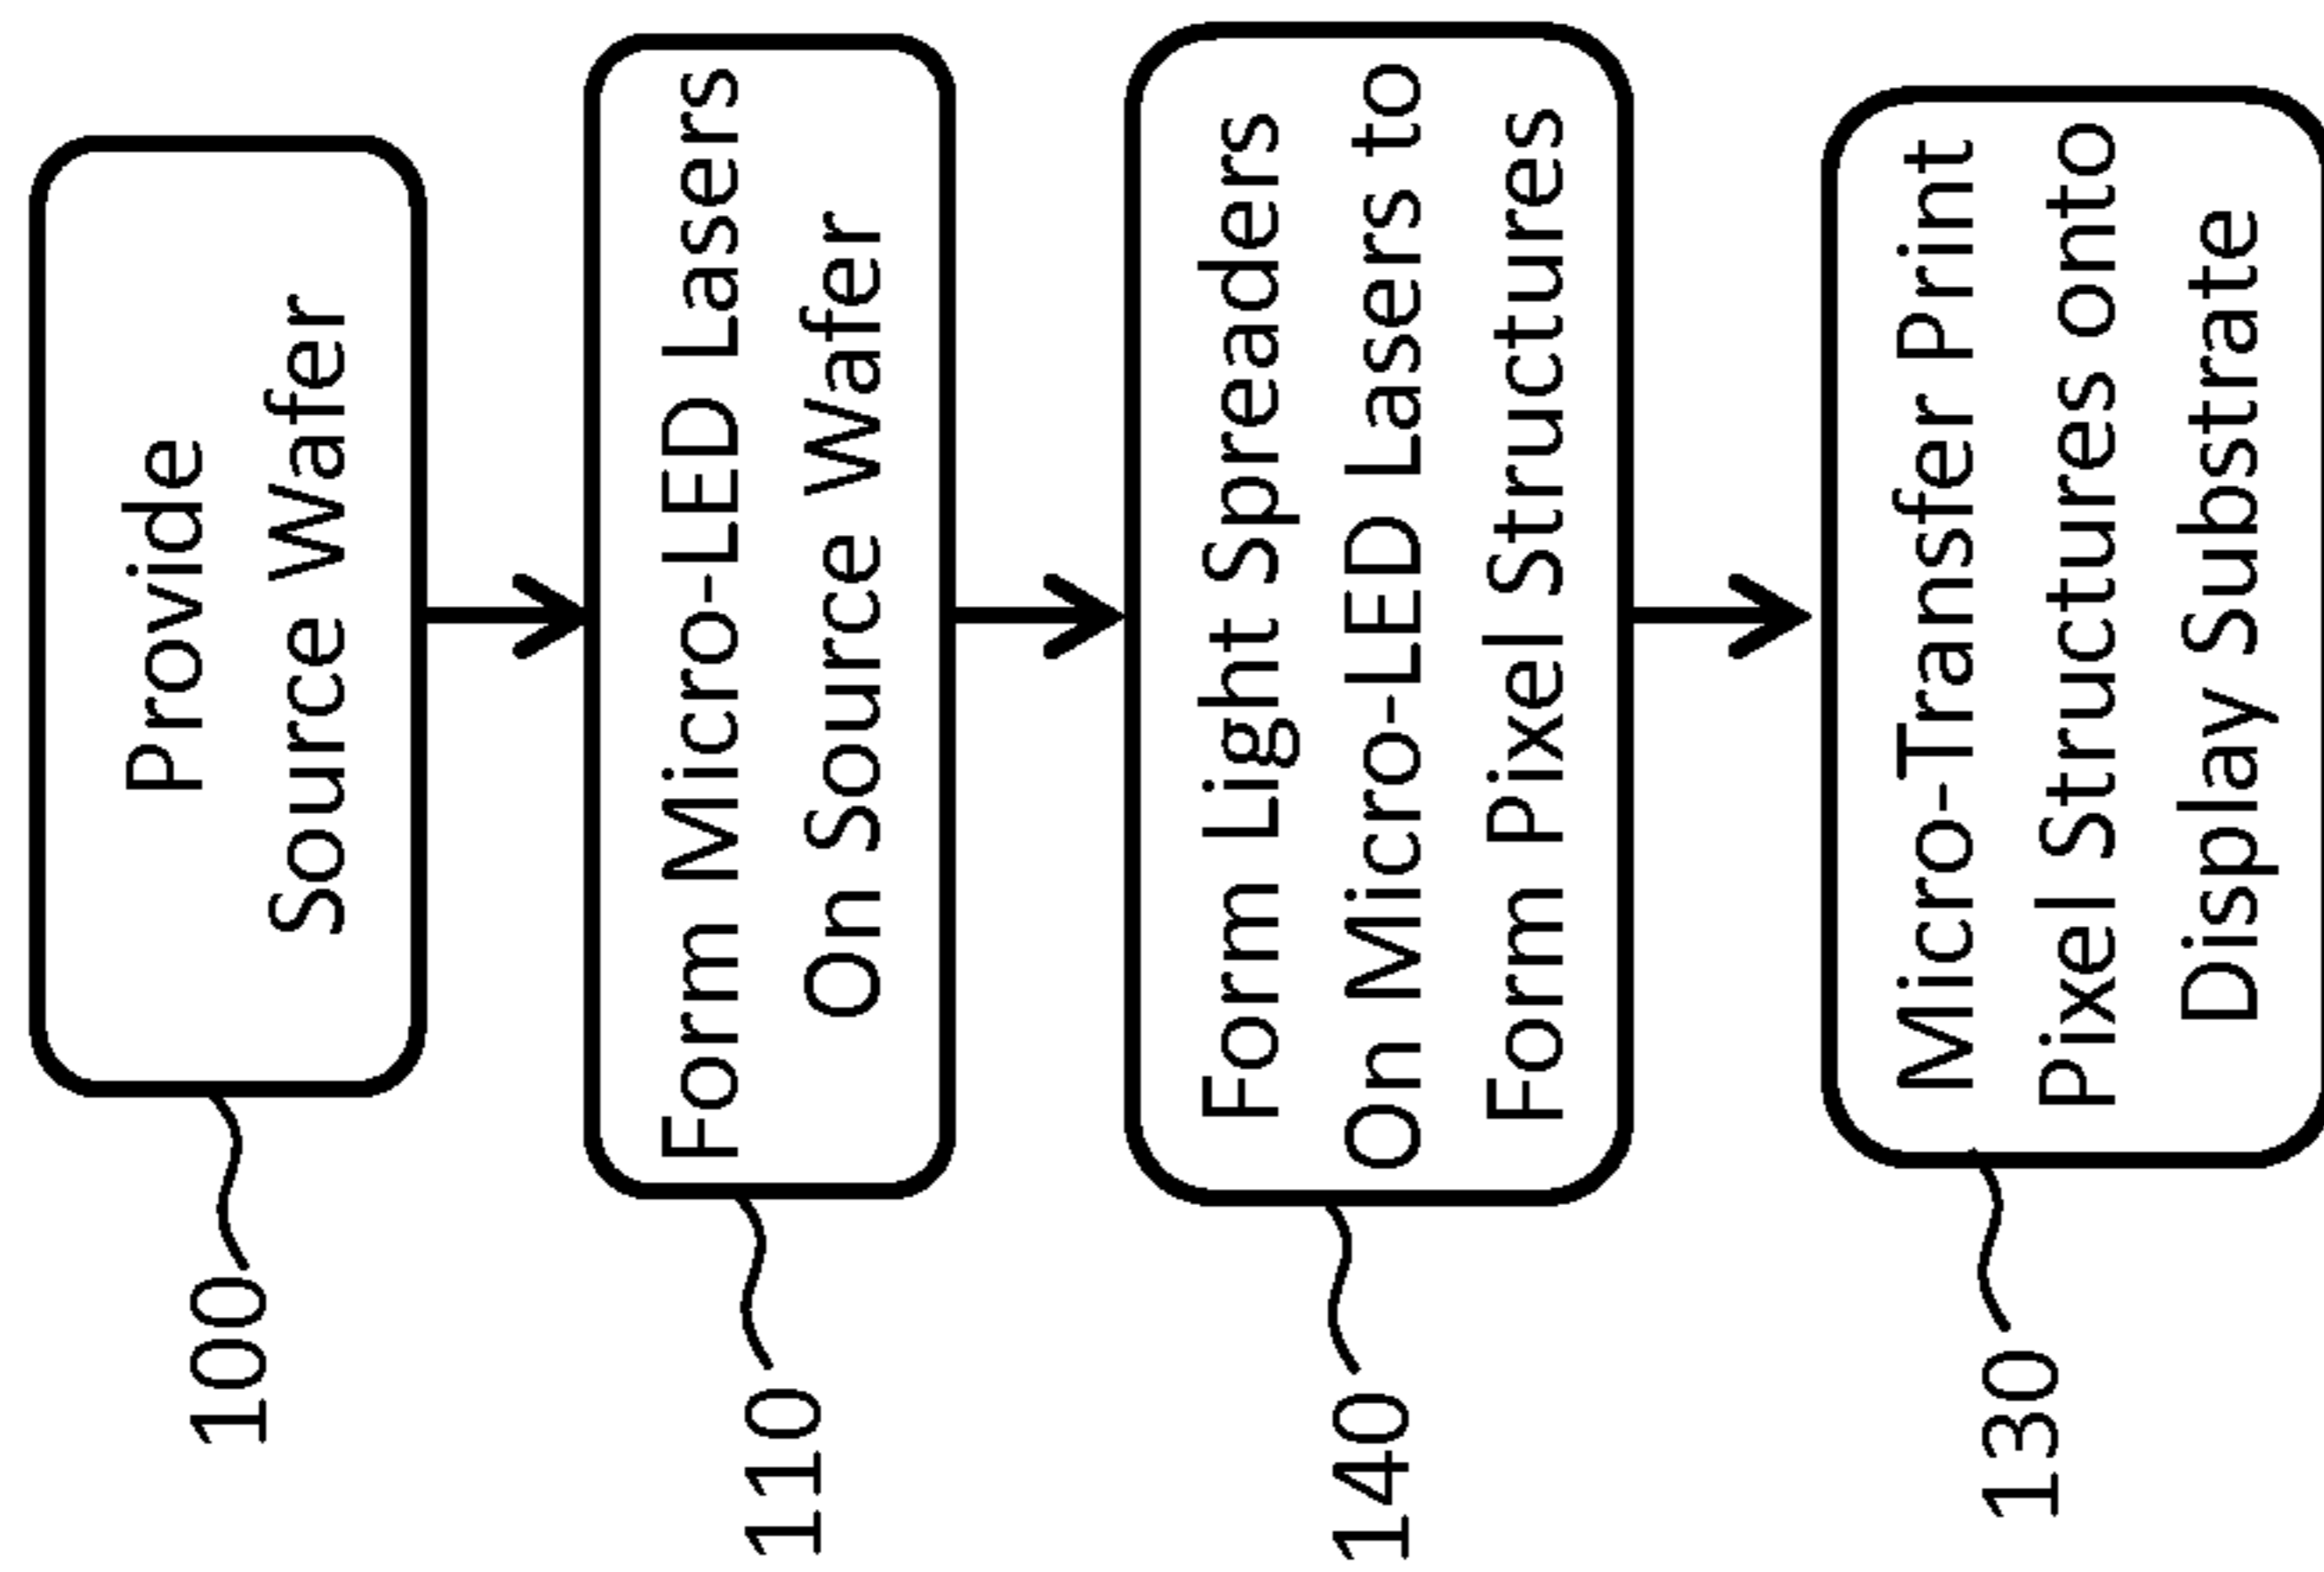 100
Provide
Source Wafer
110
Form Micro-LED Lasers
On Source Wafer
140
Form Light Spreaders
On Micro-LED Lasers to
Form Pixel Structures
130
Micro-Transfer Print
Pixel Structures onto
Display Substrate